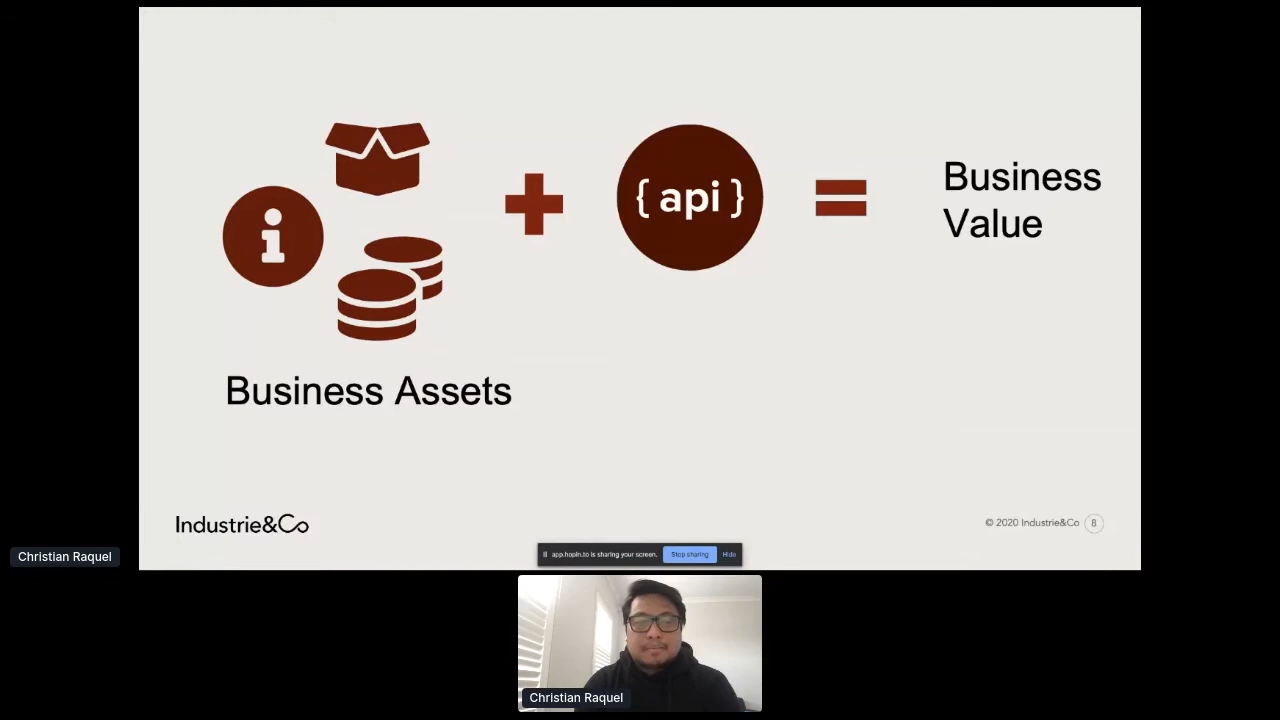 { api }
Business
Value
i
Business Assets
Industrie&Co
© 2020 Industrie&Co 8
app.hopin.to is sharing your screen. Stop sharing Hide
Christian Raquel
Christian Raquel